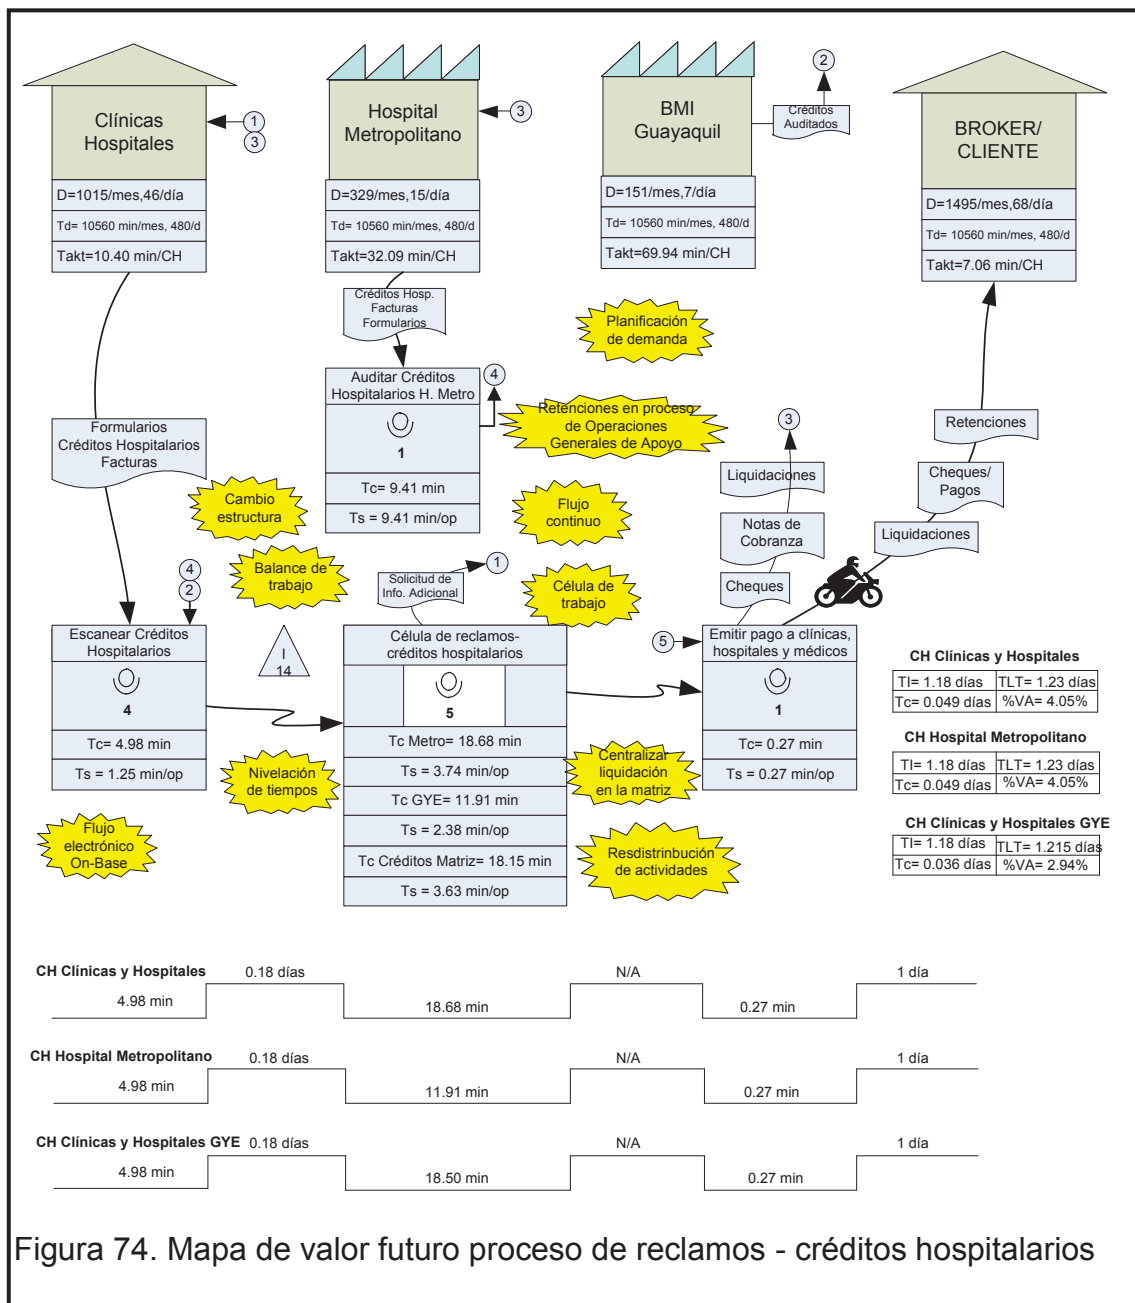 Clínicas
Hospitales
1
3
D=1015/mes,46/día
Td= 10560 min/mes, 480/d
Takt=10.40 min/CH
Hospital
Metropolitano
3
D=329/mes,15/día
Td= 10560 min/mes, 480/d
Takt=32.09 min/CH
BMI
Guayaquil
Créditos
Auditados
2
D=151/mes,7/día
Td= 10560 min/mes, 480/d
Takt=69.94 min/CH
BROKER/
CLIENTE
D=1495/mes,68/día
Td= 10560 min/mes, 480/d
Takt=7.06 min/CH
Créditos Hosp.
Facturas
Formularios
Planificación
de demanda
Auditar Créditos
Hospitalarios H. Metro
1
Tc= 9.41 min
Ts = 9.41 min/op
4
Retenciones en proceso
de Operaciones
Generales de Apoyo
3
Retenciones
Formularios
Créditos Hospitalarios
Facturas
Liquidaciones
Cheques/
Pagos
Cambio
estructura
Flujo
continuo
Notas de
Cobranza
Liquidaciones
Balance de
trabajo
Solicitud de
Info. Adicional
1
Célula de
trabajo
Cheques
4
2
Escanear Créditos
Hospitalarios
4
Tc= 4.98 min
Ts = 1.25 min/op
I
14
Célula de reclamos-
créditos hospitalarios
5
Tc Metro= 18.68 min
Ts = 3.74 min/op
Tc GYE= 11.91 min
Ts = 2.38 min/op
Tc Créditos Matriz= 18.15 min
Ts = 3.63 min/op
5
Emitir pago a clínicas,
hospitales y médicos
1
Tc= 0.27 min
Ts = 0.27 min/op
Nivelación
de tiempos
Centralizar
liquidación
en la matriz
Flujo
electrónico
On-Base
Resdistrinbución
de actividades
CH Clínicas y Hospitales
TI= 1.18 días TLT= 1.23 días
Tc= 0.049 días %VA= 4.05%
CH Hospital Metropolitano
TI= 1.18 días TLT= 1.23 días
Tc= 0.049 días %VA= 4.05%
CH Clínicas y Hospitales GYE
TI= 1.18 días TLT= 1.215 días
Tc= 0.036 días %VA= 2.94%
CH Clínicas y Hospitales 0.18 días N/A 1 día
4.98 min 18.68 min 0.27 min
CH Hospital Metropolitano 0.18 días N/A 1 día
4.98 min 11.91 min 0.27 min
CH Clínicas y Hospitales GYE 0.18 días N/A 1 día
4.98 min 18.50 min 0.27 min
Figura 74. Mapa de valor futuro proceso de reclamos - créditos hospitalarios